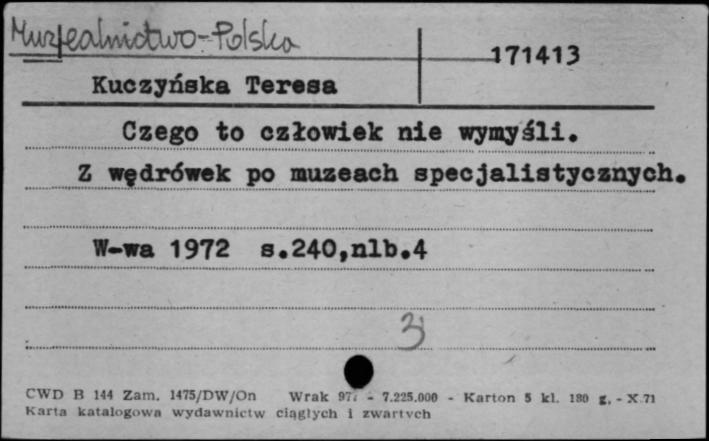 Muzealnictwo-Polska
171413
Kuczyńska Teresa
Czego to człowiek nie wymyśli.
Z wędrówek po muzeach specjalistycznych.
W-wa 1972 s.240,nlb.4
3
CWD B 144 Zam. 1475/DW/On Wrak - 7.225.000 - Karton 5 kl. 180 g. - X.71
Karta katalogowa wydawnictw ciągłych i zwartych